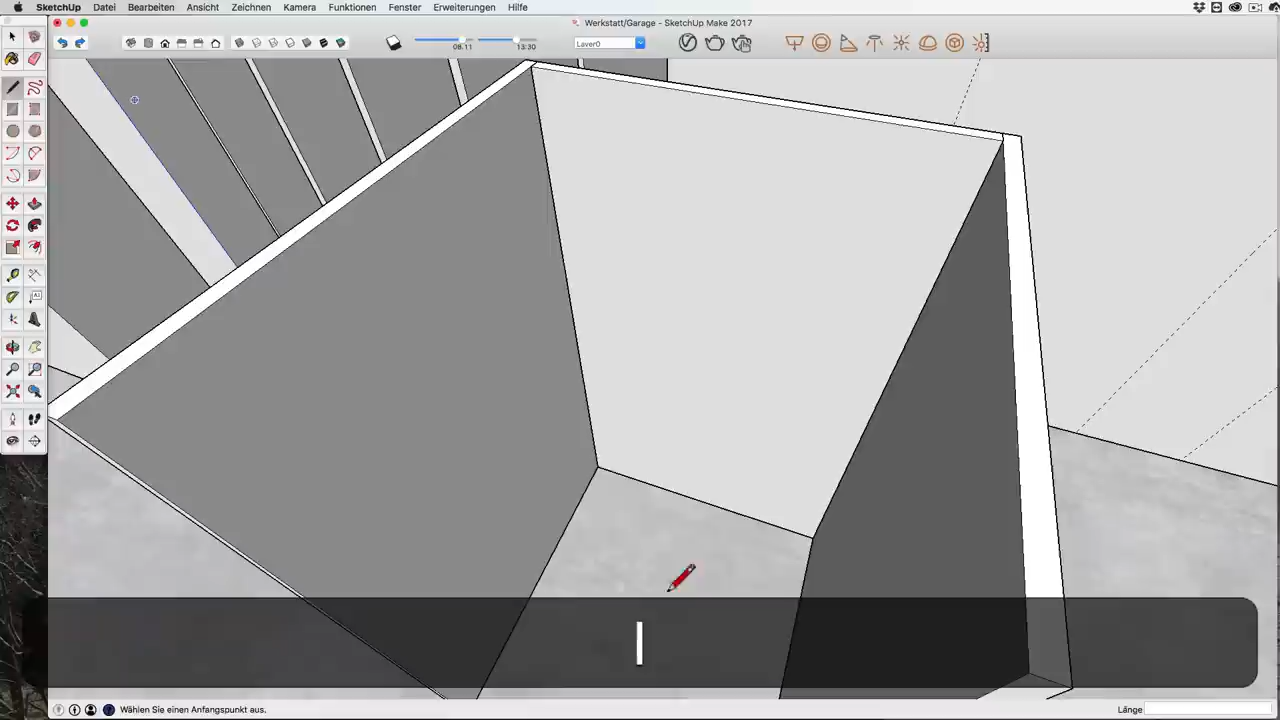 SketchUp Datei Bearbeiten Ansicht Zeichnen Kamera Funktionen Fenster Erweiterungen Hilfe
Werkstatt/Garage - SketchUp Make 2017
08.11 13:30 Layer0
l
Wählen Sie einen Anfangspunkt aus. Länge